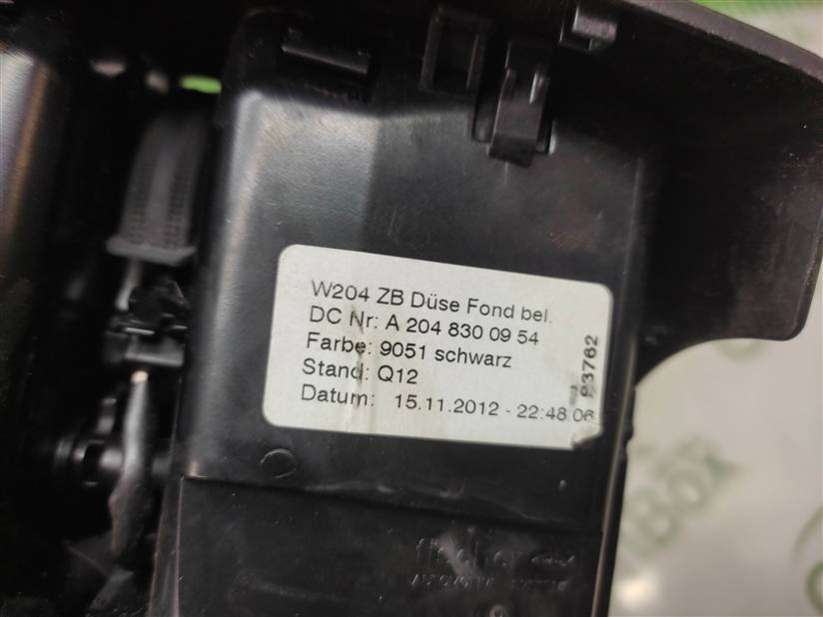 W204 ZB Düse Fond bel.
DC Nr: A 204 830 09 54
Farbe: 9051 schwarz
Stand: Q12
Datum: 15.11.2012 - 22:48:06
93762
fischer